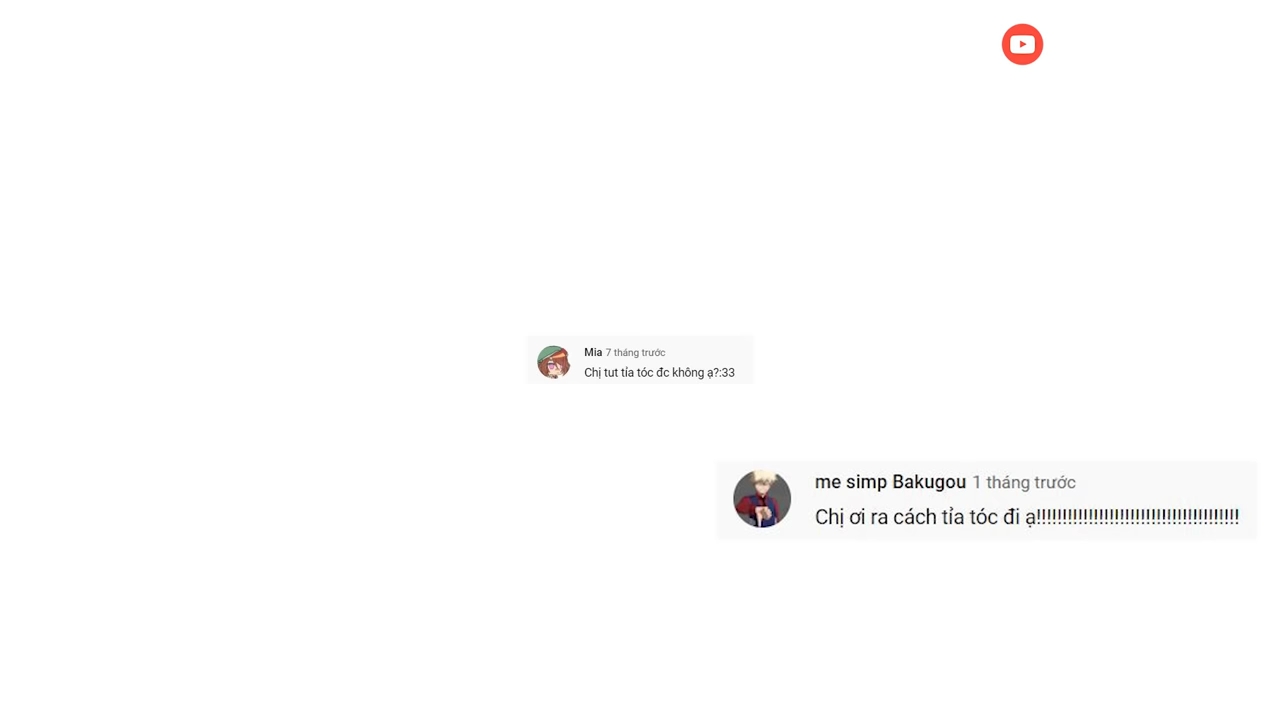 Mia 7 tháng trước
Chị tut tỉa tóc đc không ạ?:33
me simp Bakugou 1 tháng trước
Chị ơi ra cách tỉa tóc đi ạ!!!!!!!!!!!!!!!!!!!!!!!!!!!!!!!!!!!!!!!